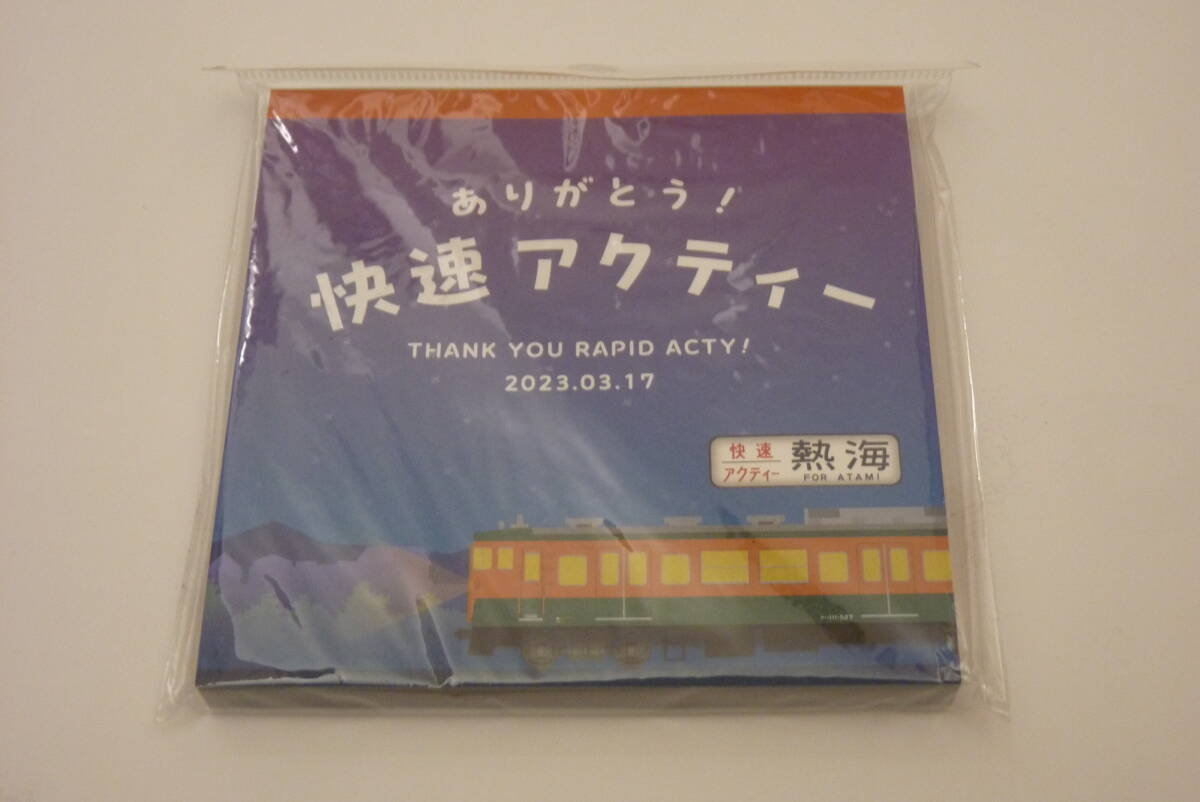 ありがとう!
快速アクティー
THANK YOU RAPID ACTY!
2023.03.17
快速 熱海
アクティー FOR ATAMI